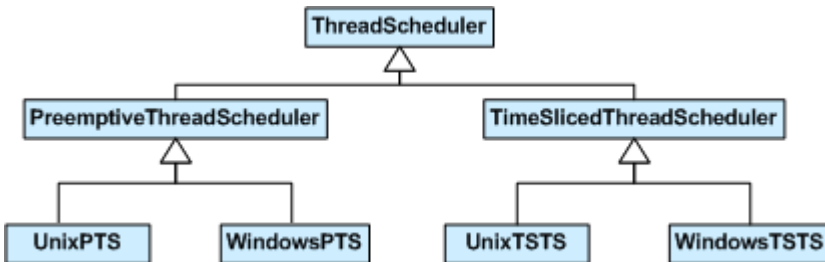 ThreadScheduler
PreemptiveThreadScheduler
TimeSlicedThreadScheduler
UnixPTS
WindowsPTS
UnixTSTS
WindowsTSTS